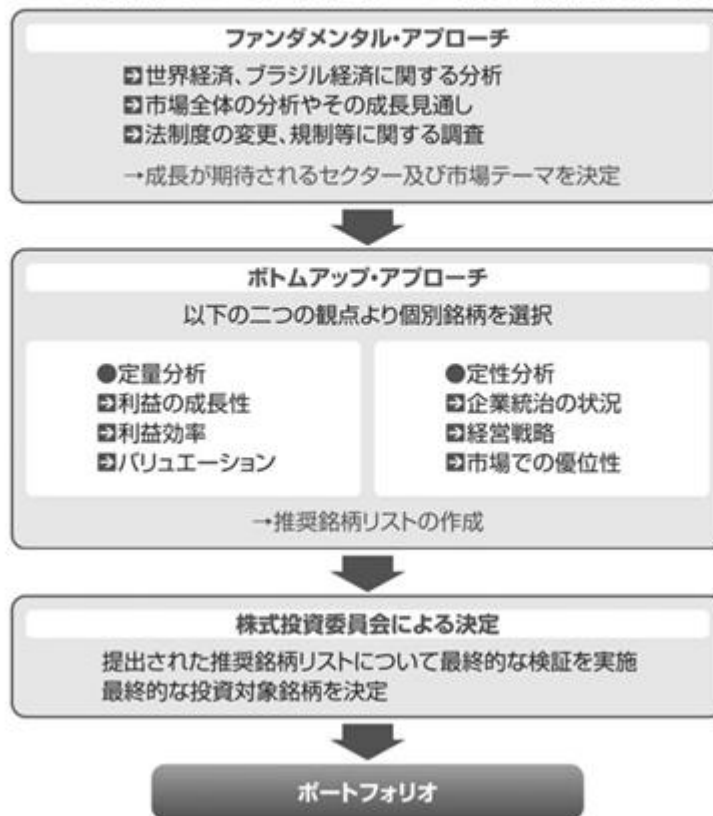 ファンダメンタル・アプローチ
➡世界経済、ブラジル経済に関する分析
➡市場全体の分析やその成長見通し
➡法制度の変更、規制等に関する調査
→成長が期待されるセクター及び市場テーマを決定
ボトムアップ・アプローチ
以下の二つの観点より個別銘柄を選択
●定量分析
➡利益の成長性
➡利益効率
➡バリュエーション
●定性分析
➡企業統治の状況
➡経営戦略
➡市場での優位性
→推奨銘柄リストの作成
株式投資委員会による決定
提出された推奨銘柄リストについて最終的な検証を実施
最終的な投資対象銘柄を決定
ポートフォリオ